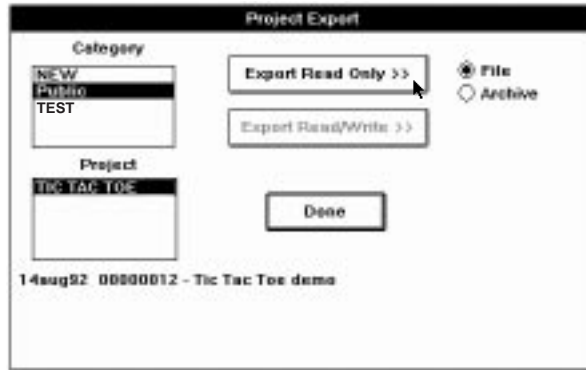 Project Export
Category
NEW
Public
TEST
Project
TIC TAC TOE
Export Read Only >>
Export Read/Write >>
Done
File
Archive
14aug92 00000012 - Tic Tac Toe demo